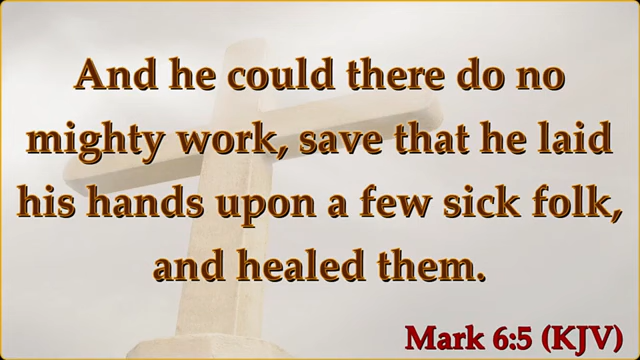 And he could there do no
mighty work, save that he laid
his hands upon a few sick folk,
and healed them.
Mark 6:5 (KJV)